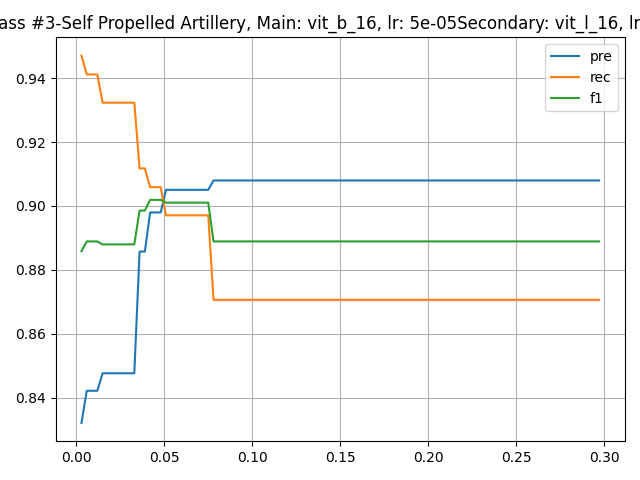 ass #3-Self Propelled Artillery, Main: vit_b_16, lr: 5e-05Secondary: vit_l_16, lr
pre
rec
f1
0.94
0.92
0.90
0.88
0.86
0.84
0.00 0.05 0.10 0.15 0.20 0.25 0.30